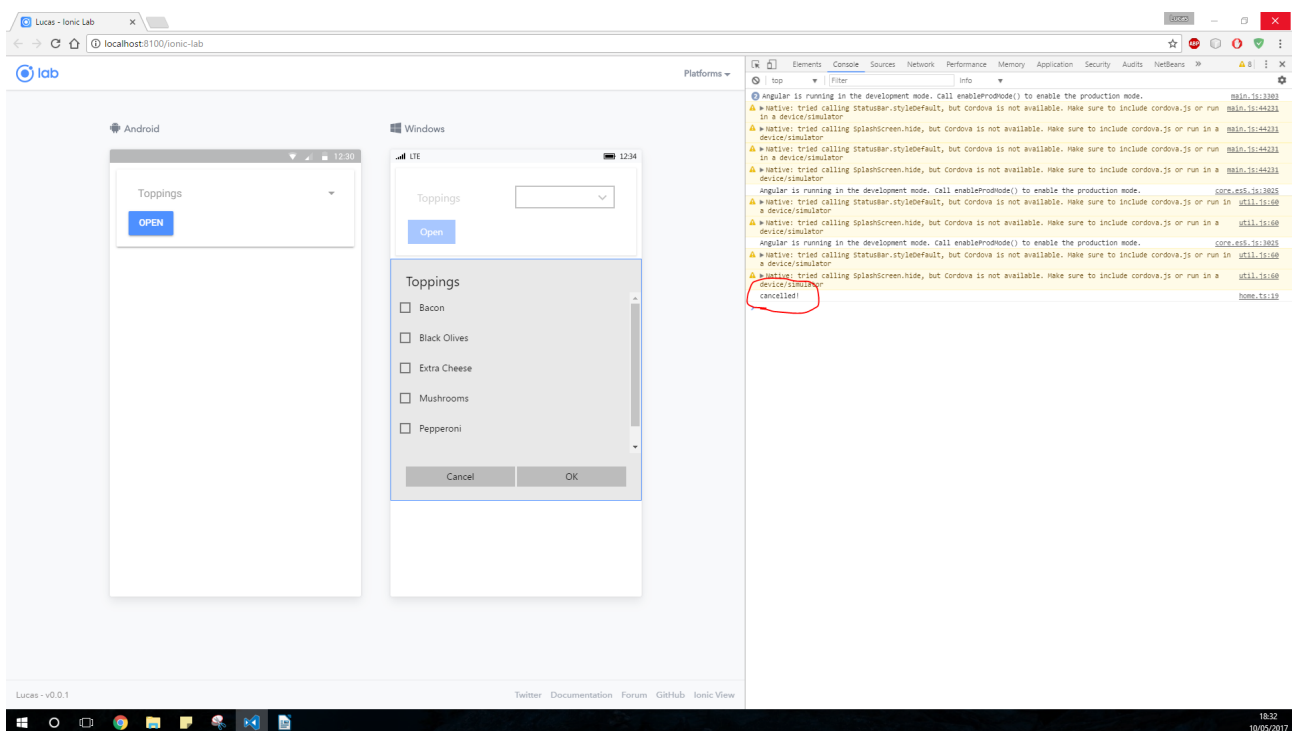 Lucas - Ionic Lab
Lucas
localhost:8100/ionic-lab
ABP
lab
Platforms
Elements Console Sources Network Performance Memory Application Security Audits NetBeans » 8
top Filter Info
2 Angular is running in the development mode. Call enableProdMode() to enable the production mode. main.js:3303
Native: tried calling StatusBar.styleDefault, but Cordova is not available. Make sure to include cordova.js or run main.js:44231
in a device/simulator
Native: tried calling SplashScreen.hide, but Cordova is not available. Make sure to include cordova.js or run in a main.js:44231
device/simulator
Native: tried calling StatusBar.styleDefault, but Cordova is not available. Make sure to include cordova.js or run main.js:44231
in a device/simulator
Native: tried calling SplashScreen.hide, but Cordova is not available. Make sure to include cordova.js or run in a main.js:44231
device/simulator
Angular is running in the development mode. Call enableProdMode() to enable the production mode. core.es5.js:3025
Native: tried calling StatusBar.styleDefault, but Cordova is not available. Make sure to include cordova.js or run in util.js:60
a device/simulator
Native: tried calling SplashScreen.hide, but Cordova is not available. Make sure to include cordova.js or run in a util.js:60
device/simulator
Angular is running in the development mode. Call enableProdMode() to enable the production mode. core.es5.js:3025
Native: tried calling StatusBar.styleDefault, but Cordova is not available. Make sure to include cordova.js or run in util.js:60
a device/simulator
Native: tried calling SplashScreen.hide, but Cordova is not available. Make sure to include cordova.js or run in a util.js:60
device/simulator
cancelled! home.ts:19
Android
12:30
Toppings
OPEN
Windows
LTE 12:34
Toppings
Open
Toppings
Bacon
Black Olives
Extra Cheese
Mushrooms
Pepperoni
Cancel OK
Lucas - v0.0.1
Twitter Documentation Forum GitHub Ionic View
18:32
10/05/2017